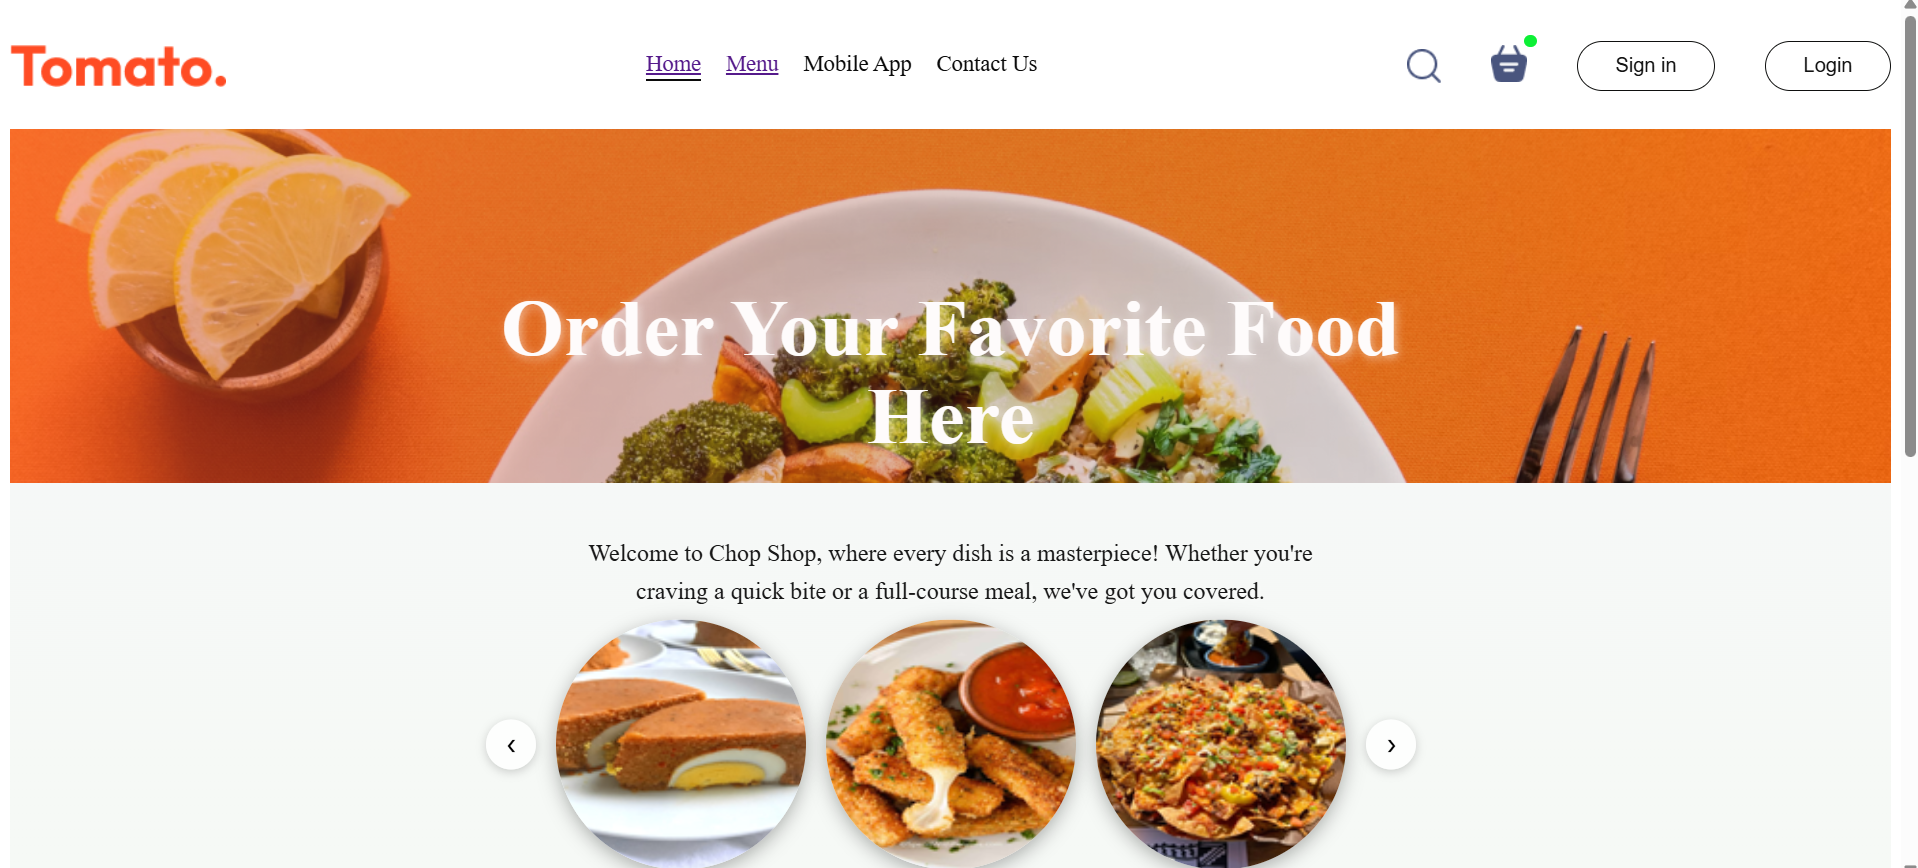 Tomato.
Home Menu Mobile App Contact Us
Sign in
Login
Order Your Favorite Food
Here
Welcome to Chop Shop, where every dish is a masterpiece! Whether you're
craving a quick bite or a full-course meal, we've got you covered.
‹
›